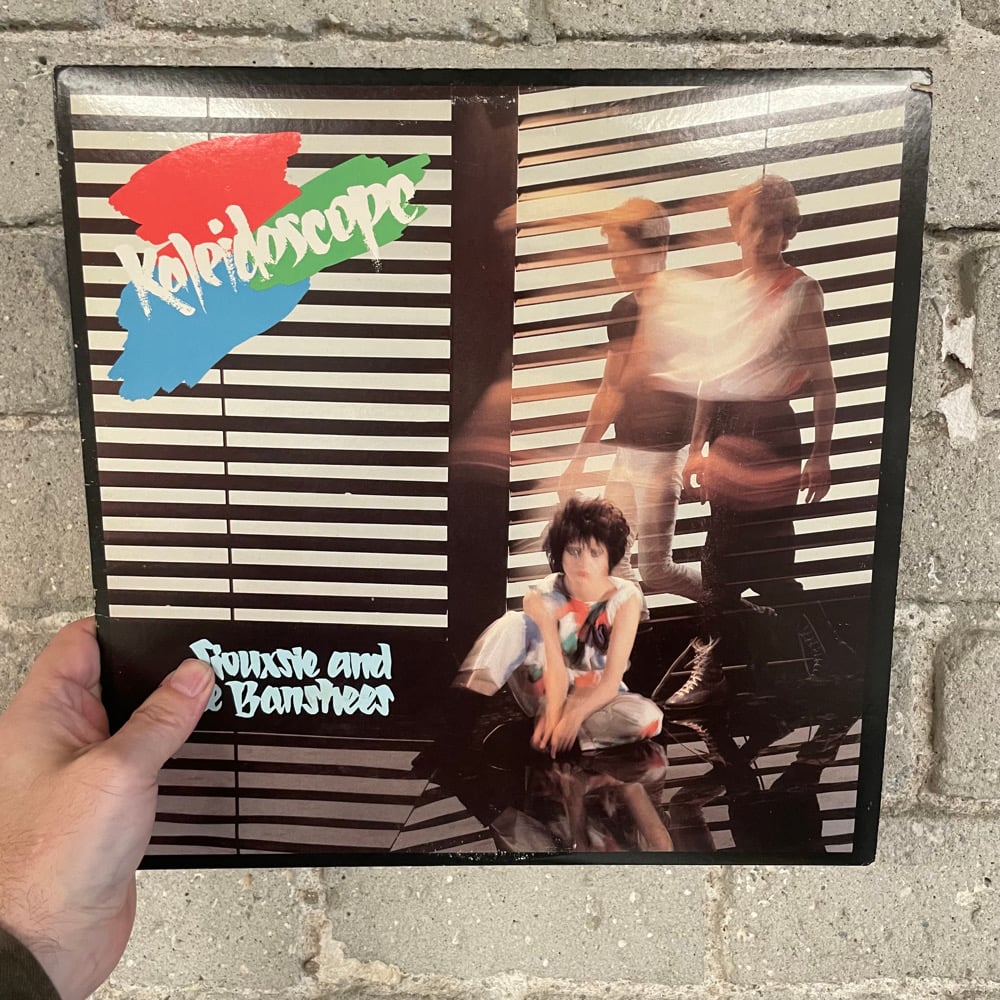 Kaleidoscope
Siouxsie and
e Banshees